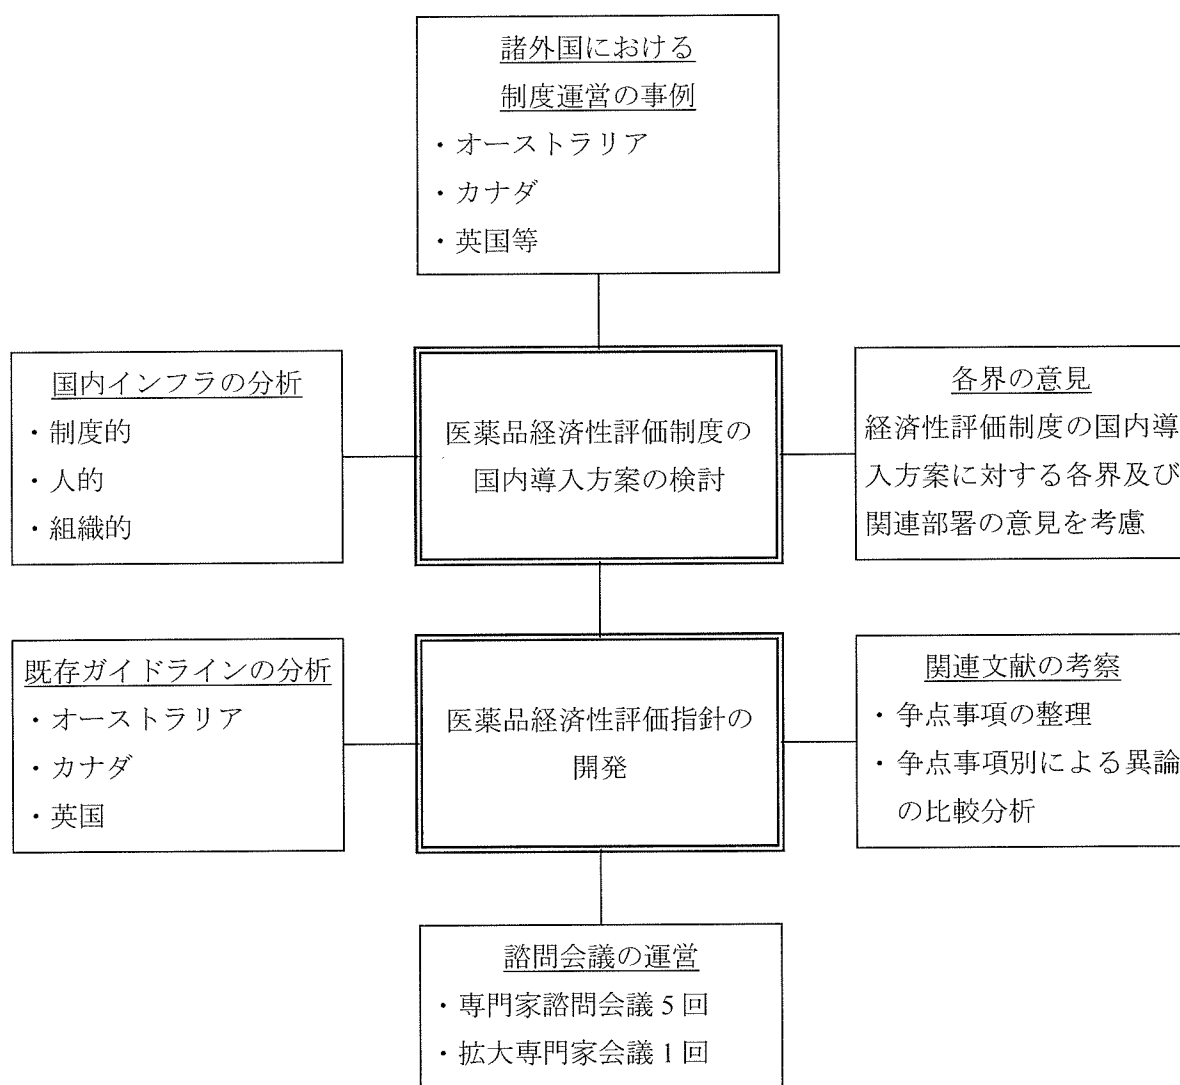 諸外国における
制度運営の事例
・オーストラリア
・カナダ
・英国等
国内インフラの分析
・制度的
・人的
・組織的
医薬品経済性評価制度の
国内導入方案の検討
各界の意見
経済性評価制度の国内導
入方案に対する各界及び
関連部署の意見を考慮
既存ガイドラインの分析
・オーストラリア
・カナダ
・英国
医薬品経済性評価指針の
開発
関連文献の考察
・争点事項の整理
・争点事項別による異論
の比較分析
諮問会議の運営
・専門家諮問会議 5 回
・拡大専門家会議 1 回